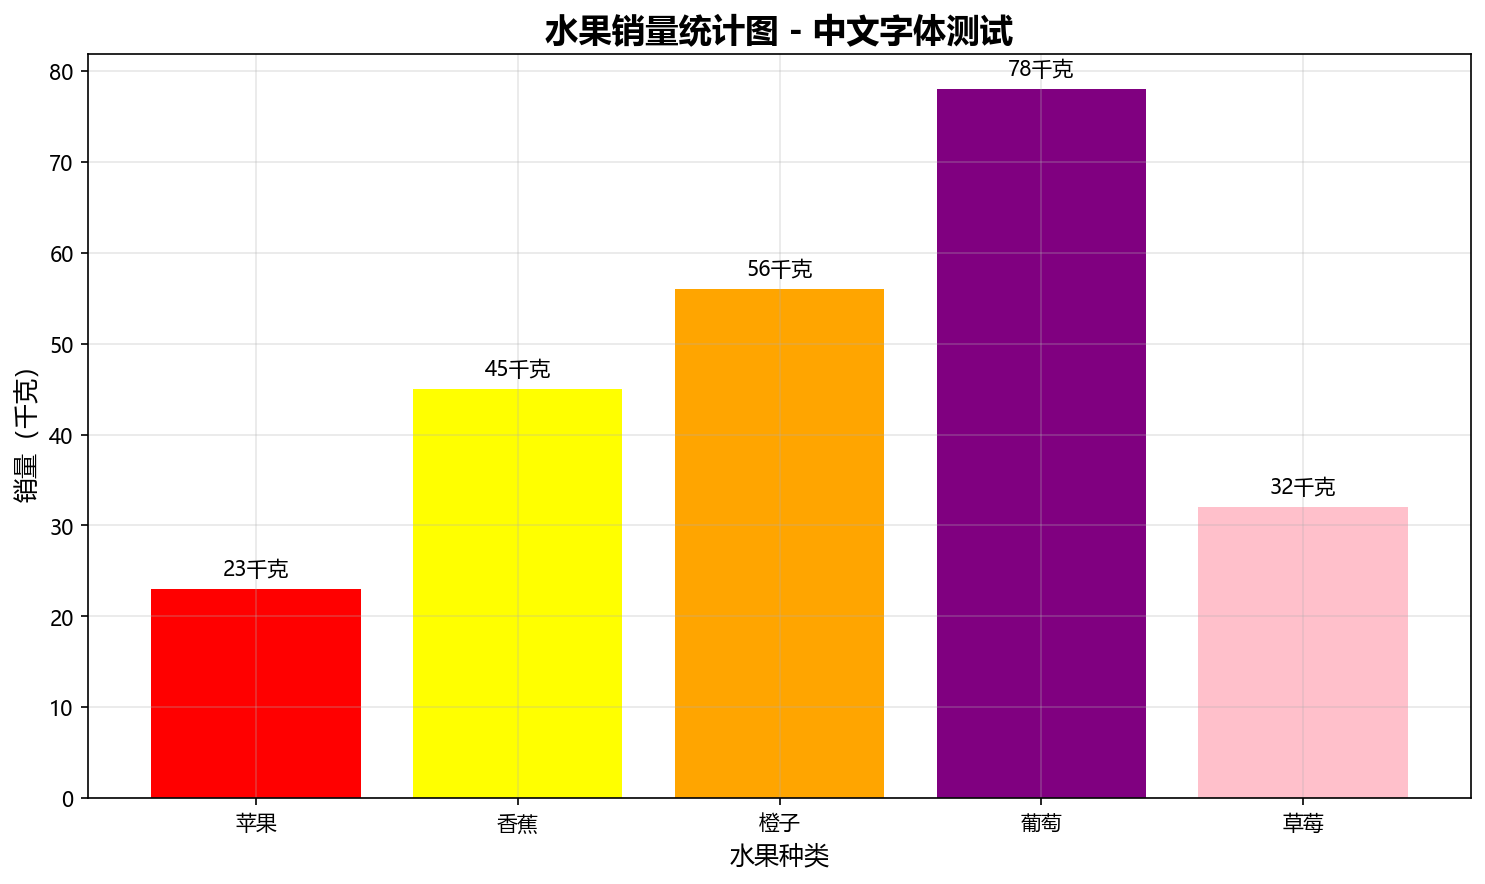 水果销量统计图 - 中文字体测试
销量（千克）
80
70
60
50
40
30
20
10
0
23千克
45千克
56千克
78千克
32千克
苹果
香蕉
橙子
葡萄
草莓
水果种类